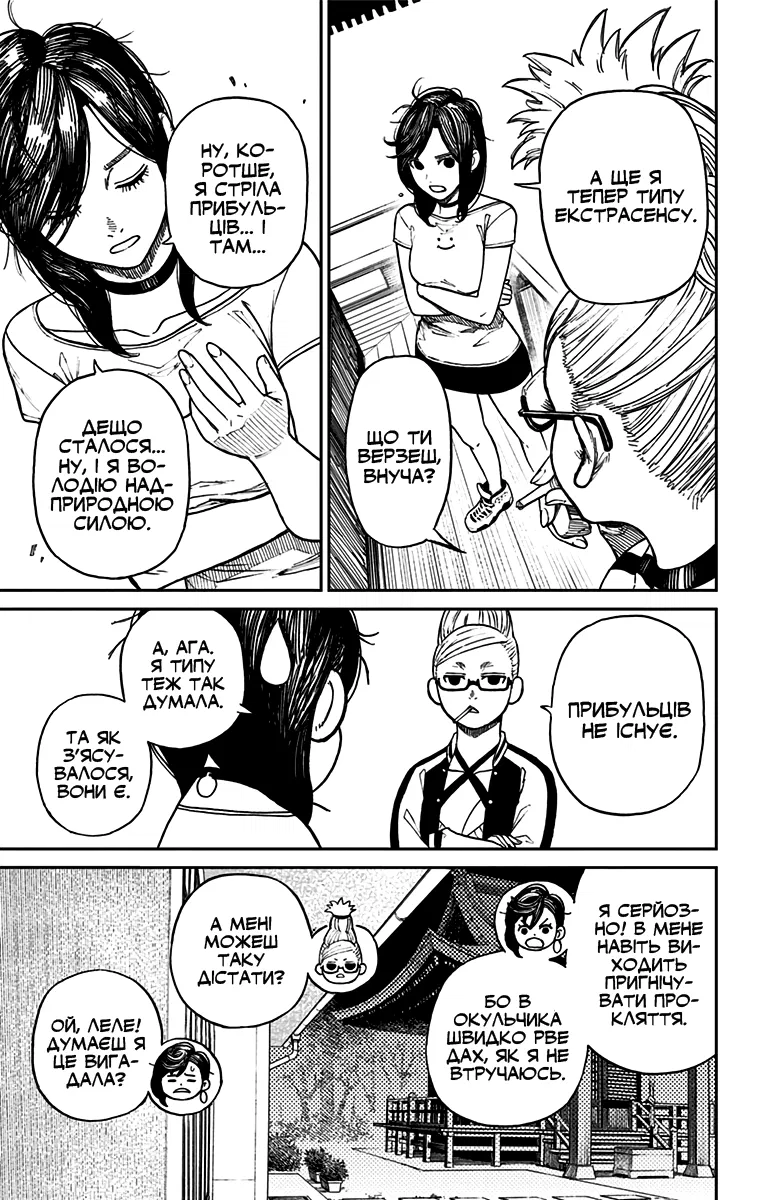 А ЩЕ Я
ТЕПЕР ТИПУ
ЕКСТРАСЕНСУ.
ЩО ТИ
ВЕРЗЕШ,
ВНУЧА?
НУ, КО-
РОТШЕ,
Я СТРІЛА
ПРИБУЛЬ-
ЦІВ... І
ТАМ...
ДЕЩО
СТАЛОСЯ...
НУ, І Я ВО-
ЛОДІЮ НАД-
ПРИРОДНОЮ
СИЛОЮ.
ПРИБУЛЬЦІВ
НЕ ІСНУЄ.
А, АГА.
Я ТИПУ
ТЕЖ ТАК
ДУМАЛА.
ТА ЯК
З'ЯСУ-
ВАЛОСЯ,
ВОНИ Є.
Я СЕРЙОЗ-
НО! В МЕНЕ
НАВІТЬ ВИ-
ХОДИТЬ
ПРИГНІЧУ-
ВАТИ ПРО-
КЛЯТТЯ.
БО В
ОКУЛЬЧИКА
ШВИДКО РВЕ
ДАХ, ЯК Я НЕ
ВТРУЧАЮСЬ.
А МЕНІ
МОЖЕШ
ТАКУ
ДІСТАТИ?
ОЙ, ЛЕЛЕ!
ДУМАЄШ Я
ЦЕ ВИГА-
ДАЛА?